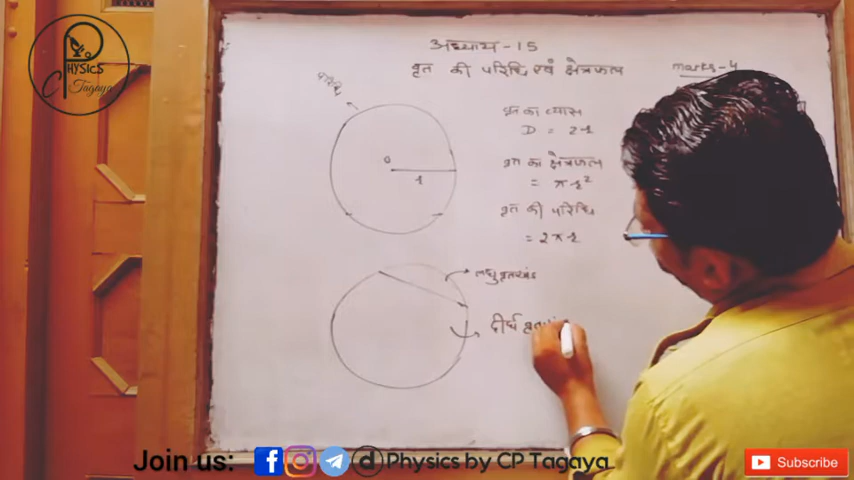 PHYSICS
CP Tagaya
अध्याय - 15
वृत की परिधि एवं क्षेत्रफल
marks - 4
परिधि
वृत का व्यास
D = 2r
O
r
वृत का क्षेत्रफल
= πr²
वृत की परिधि
= 2πr
लघु वृतखंड
दीर्घ
Join us: Physics by CP Tagaya
Subscribe